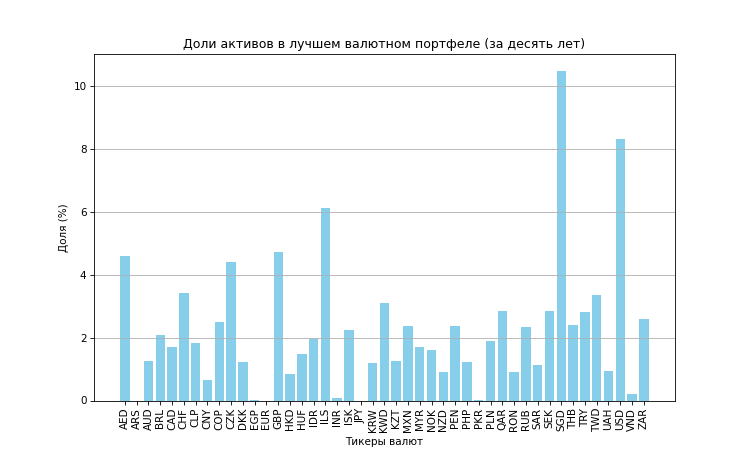 Доли активов в лучшем валютном портфеле (за десять лет)
Доля (%)
10
8
6
4
2
0
AED ARS AUD BRL CAD CHF CLP CNY COP CZK DKK EGP EUR GBP HKD HUF IDR ILS INR ISK JPY KRW KWD KZT MXN MYR NOK NZD PEN PHP PKR PLN QAR RON RUB SAR SEK SGD THB TRY TWD UAH USD VND ZAR
Тикеры валют